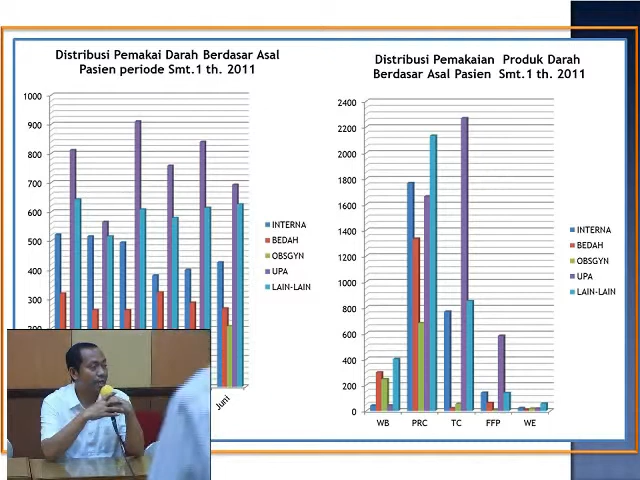 Distribusi Pemakai Darah Berdasar Asal
Pasien periode Smt.1 th. 2011
1000
900
800
700
600
500
400
300
INTERNA
BEDAH
OBSGYN
UPA
LAIN-LAIN
Juni
Distribusi Pemakaian Produk Darah
Berdasar Asal Pasien Smt.1 th. 2011
2400
2200
2000
1800
1600
1400
1200
1000
800
600
400
200
0
WB PRC TC FFP WE
INTERNA
BEDAH
OBSGYN
UPA
LAIN-LAIN